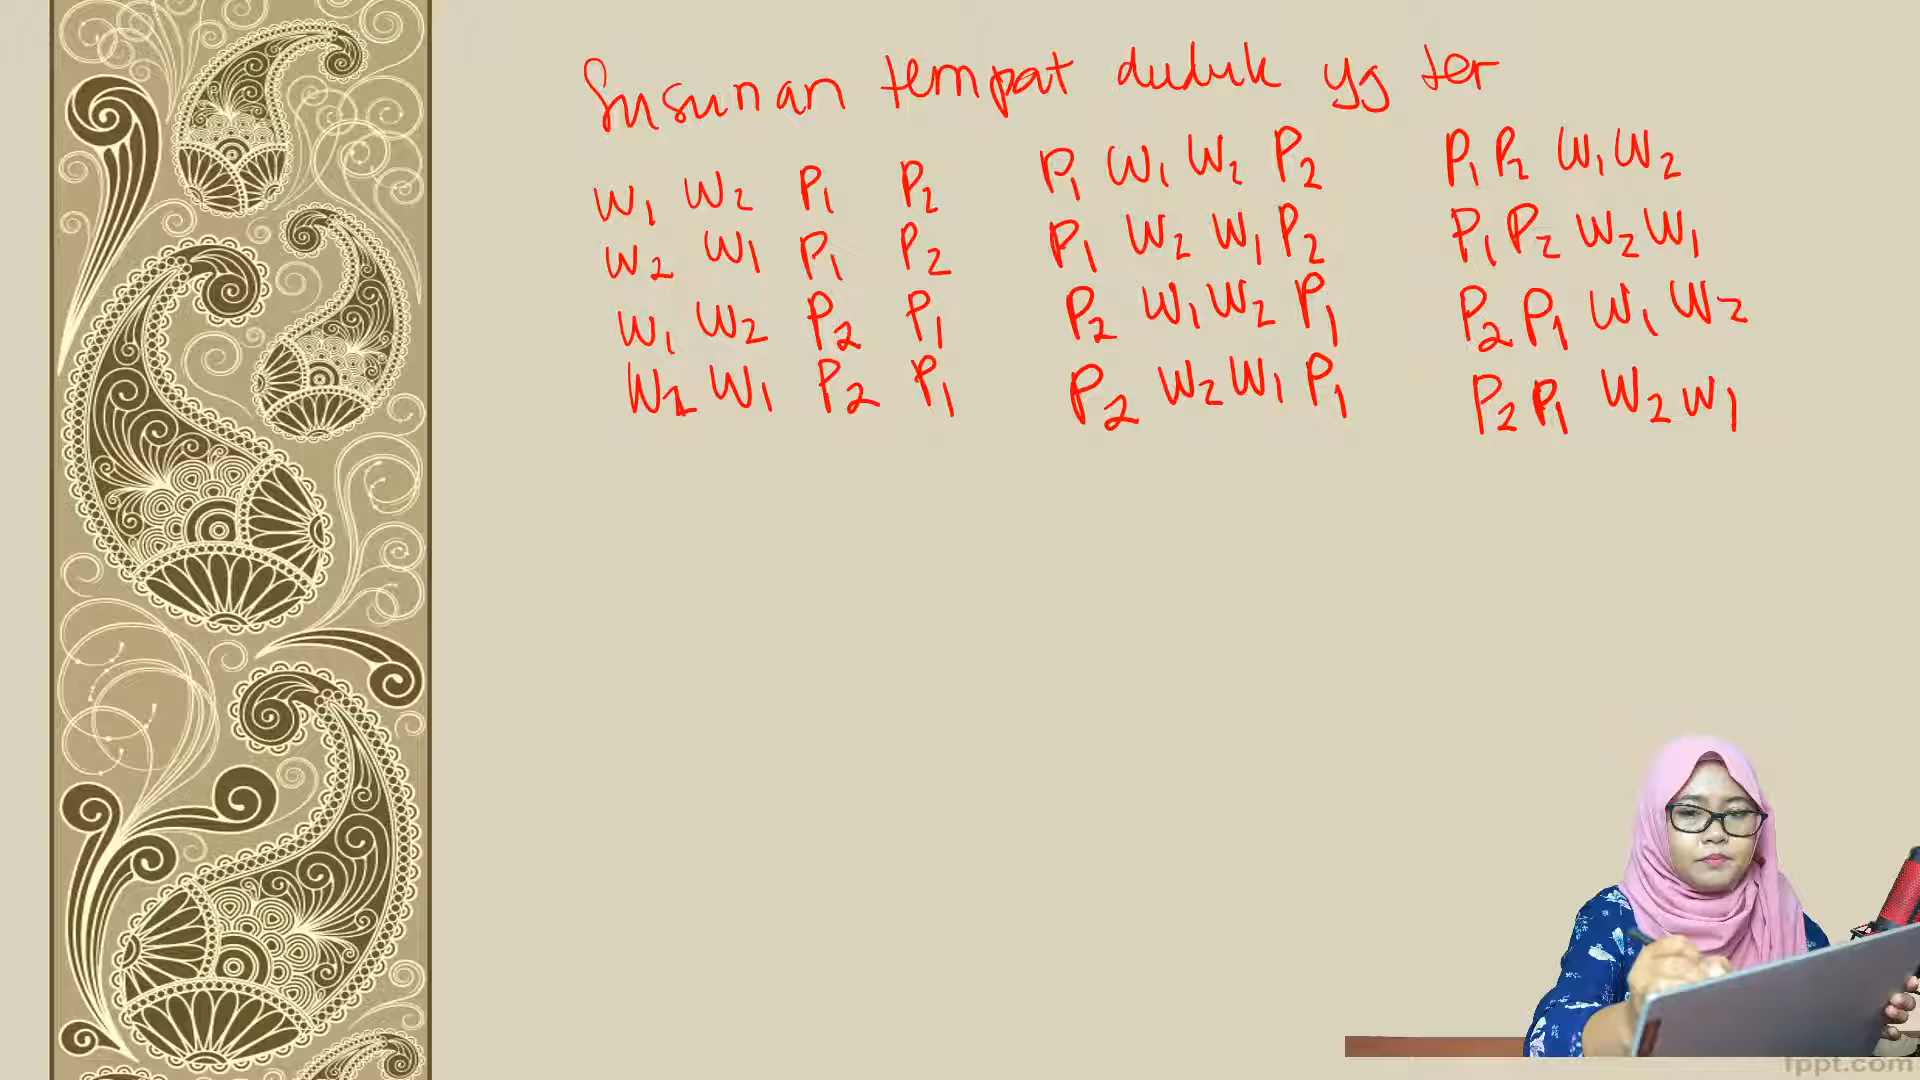 Susunan tempat duduk yg ter
W1 W2 P1 P2 P1 W1 W2 P2 P1 P2 W1 W2
W2 W1 P1 P2 P1 W2 W1 P2 P1 P2 W2 W1
W1 W2 P2 P1 P2 W1 W2 P1 P2 P1 W1 W2
W2 W1 P2 P1 P2 W2 W1 P1 P2 P1 W2 W1
fppt.com